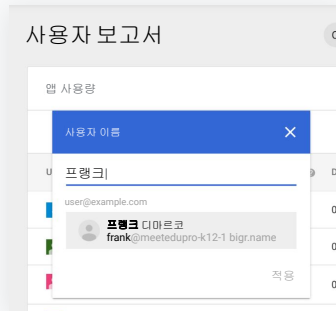 사용자 보고서
앱 사용량
사용자 이름
프랭크
user@example.com
프랭크 디마르코
frank@meetedupro-k12-1 bigr.name
적용